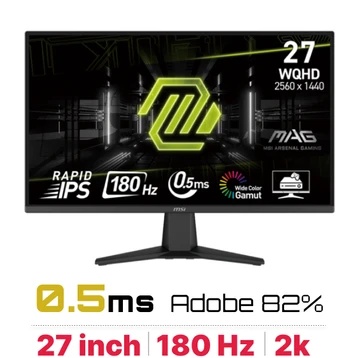 27
WQHD
2560 x 1440
MAG
MSI ARSENAL GAMING
RAPID
IPS
180Hz
0.5ms
Wide Color
Gamut
msi
0.5ms Adobe 82%
27 inch 180 Hz 2k